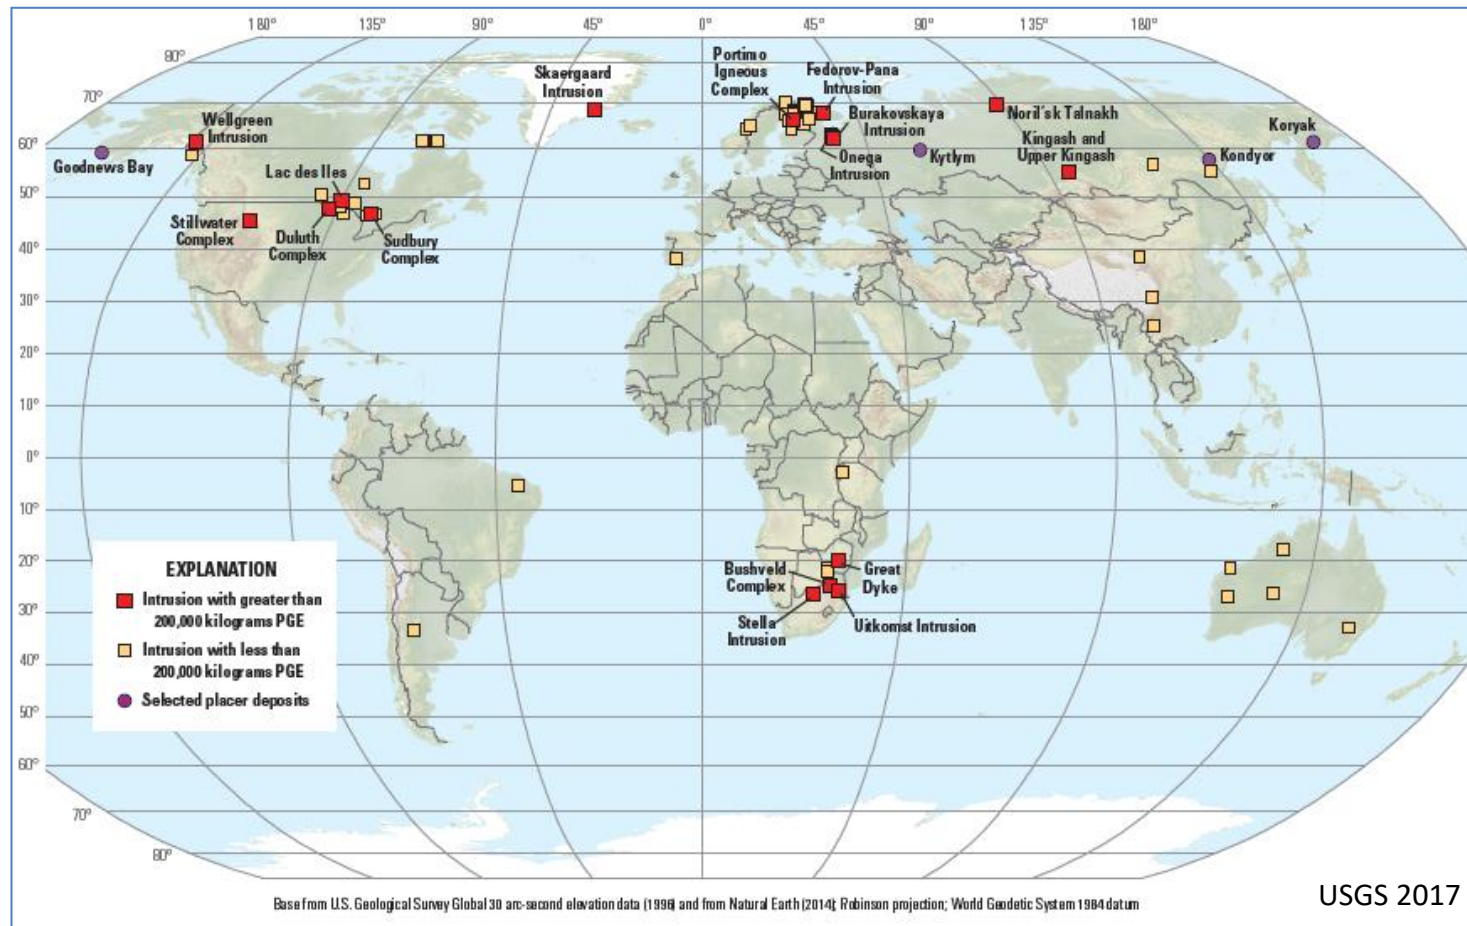 180° 135° 90° 45° 0° 45° 90° 135° 180°
80°
70°
60°
50°
40°
30°
20°
10°
0°
10°
20°
30°
40°
50°
60°
70°
80°
Skaergaard
Intrusion
Portimo
Igneous
Complex
Fedorov-Pana
Intrusion
Burakovskaya
Intrusion
Onega
Intrusion
Noril'sk Talnakh
Kingash and
Upper Kingash
Koryak
Kytlym
Kondyor
Wellgreen
Intrusion
Goodnews Bay
Lac des Iles
Stillwater
Complex
Duluth
Complex
Sudbury
Complex
Bushveld
Complex
Great
Dyke
Stella
Intrusion
Uitkomst Intrusion
EXPLANATION
Intrusion with greater than
200,000 kilograms PGE
Intrusion with less than
200,000 kilograms PGE
Selected placer deposits
Base from U.S. Geological Survey Global 30 arc-second elevation data (1996) and from Natural Earth (2014); Robinson projection; World Geodetic System 1984 datum
USGS 2017